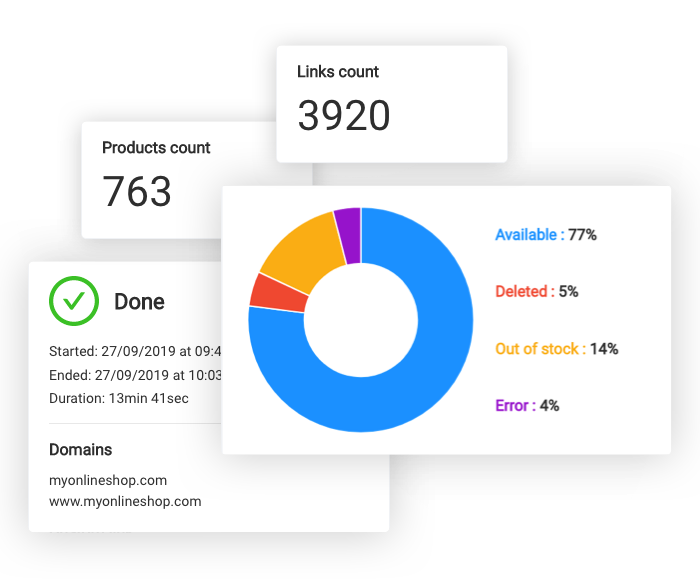 Links count
3920
Products count
763
Available : 77%
Deleted : 5%
Out of stock : 14%
Error : 4%
Done
Started: 27/09/2019 at 09:4
Ended: 27/09/2019 at 10:03
Duration: 13min 41sec
Domains
myonlineshop.com
www.myonlineshop.com